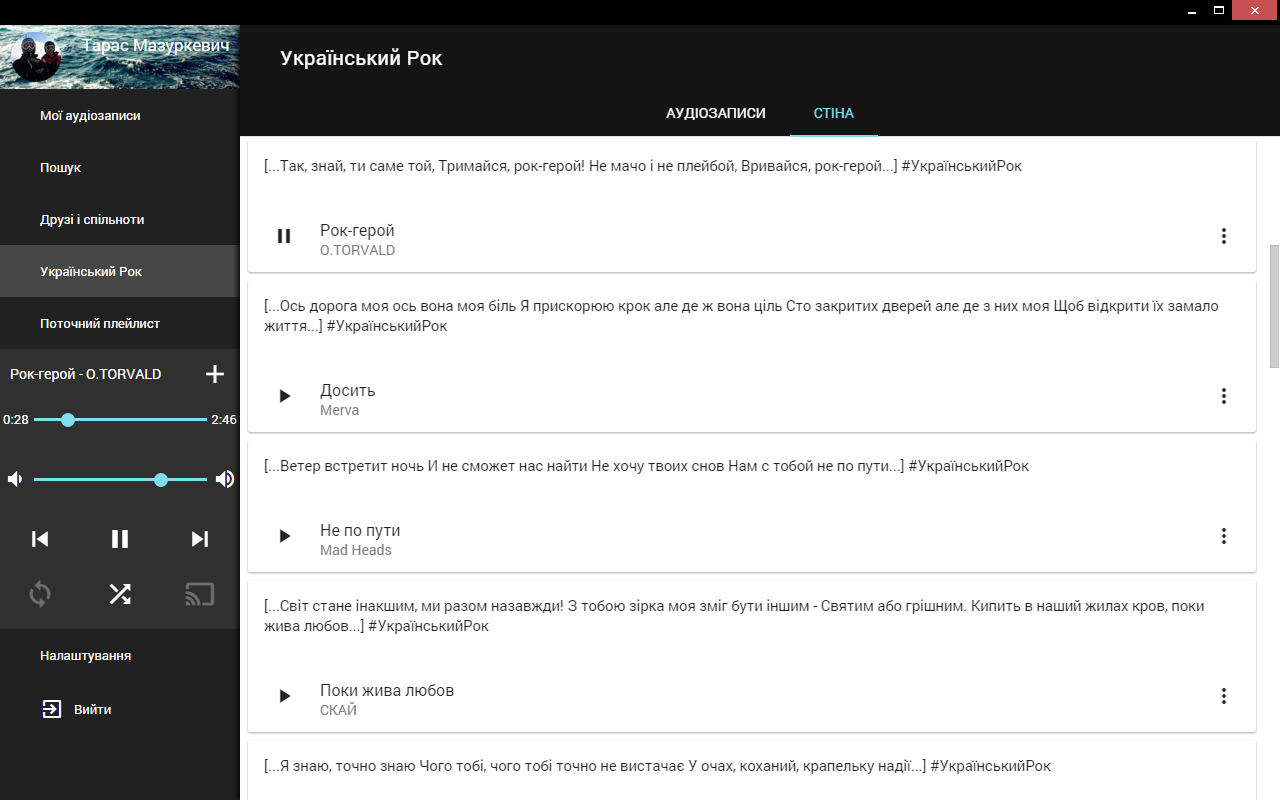 Тарас Мазуркевич
Мої аудіозаписи
Пошук
Друзі і спільноти
Український Рок
Поточний плейлист
Рок-герой - O.TORVALD
0:28 2:46
Налаштування
Вийти
Український Рок
АУДІОЗАПИСИ СТІНА
[...Так, знай, ти саме той, Тримайся, рок-герой! Не мачо і не плейбой, Вривайся, рок-герой...] #УкраїнськийРок
Рок-герой
O.TORVALD
[...Ось дорога моя ось вона моя біль Я прискорюю крок але де ж вона ціль Сто закритих дверей але де з них моя Щоб відкрити їх замало
життя...] #УкраїнськийРок
Досить
Merva
[...Ветер встретит ночь И не сможет нас найти Не хочу твоих снов Нам с тобой не по пути...] #УкраїнськийРок
Не по пути
Mad Heads
[...Світ стане інакшим, ми разом назавжди! З тобою зірка моя зміг бути іншим - Святим або грішним. Кипить в наший жилах кров, поки
жива любов...] #УкраїнськийРок
Поки жива любов
СКАЙ
[...Я знаю, точно знаю Чого тобі, чого тобі точно не вистачає У очах, коханий, крапельку надії...] #УкраїнськийРок